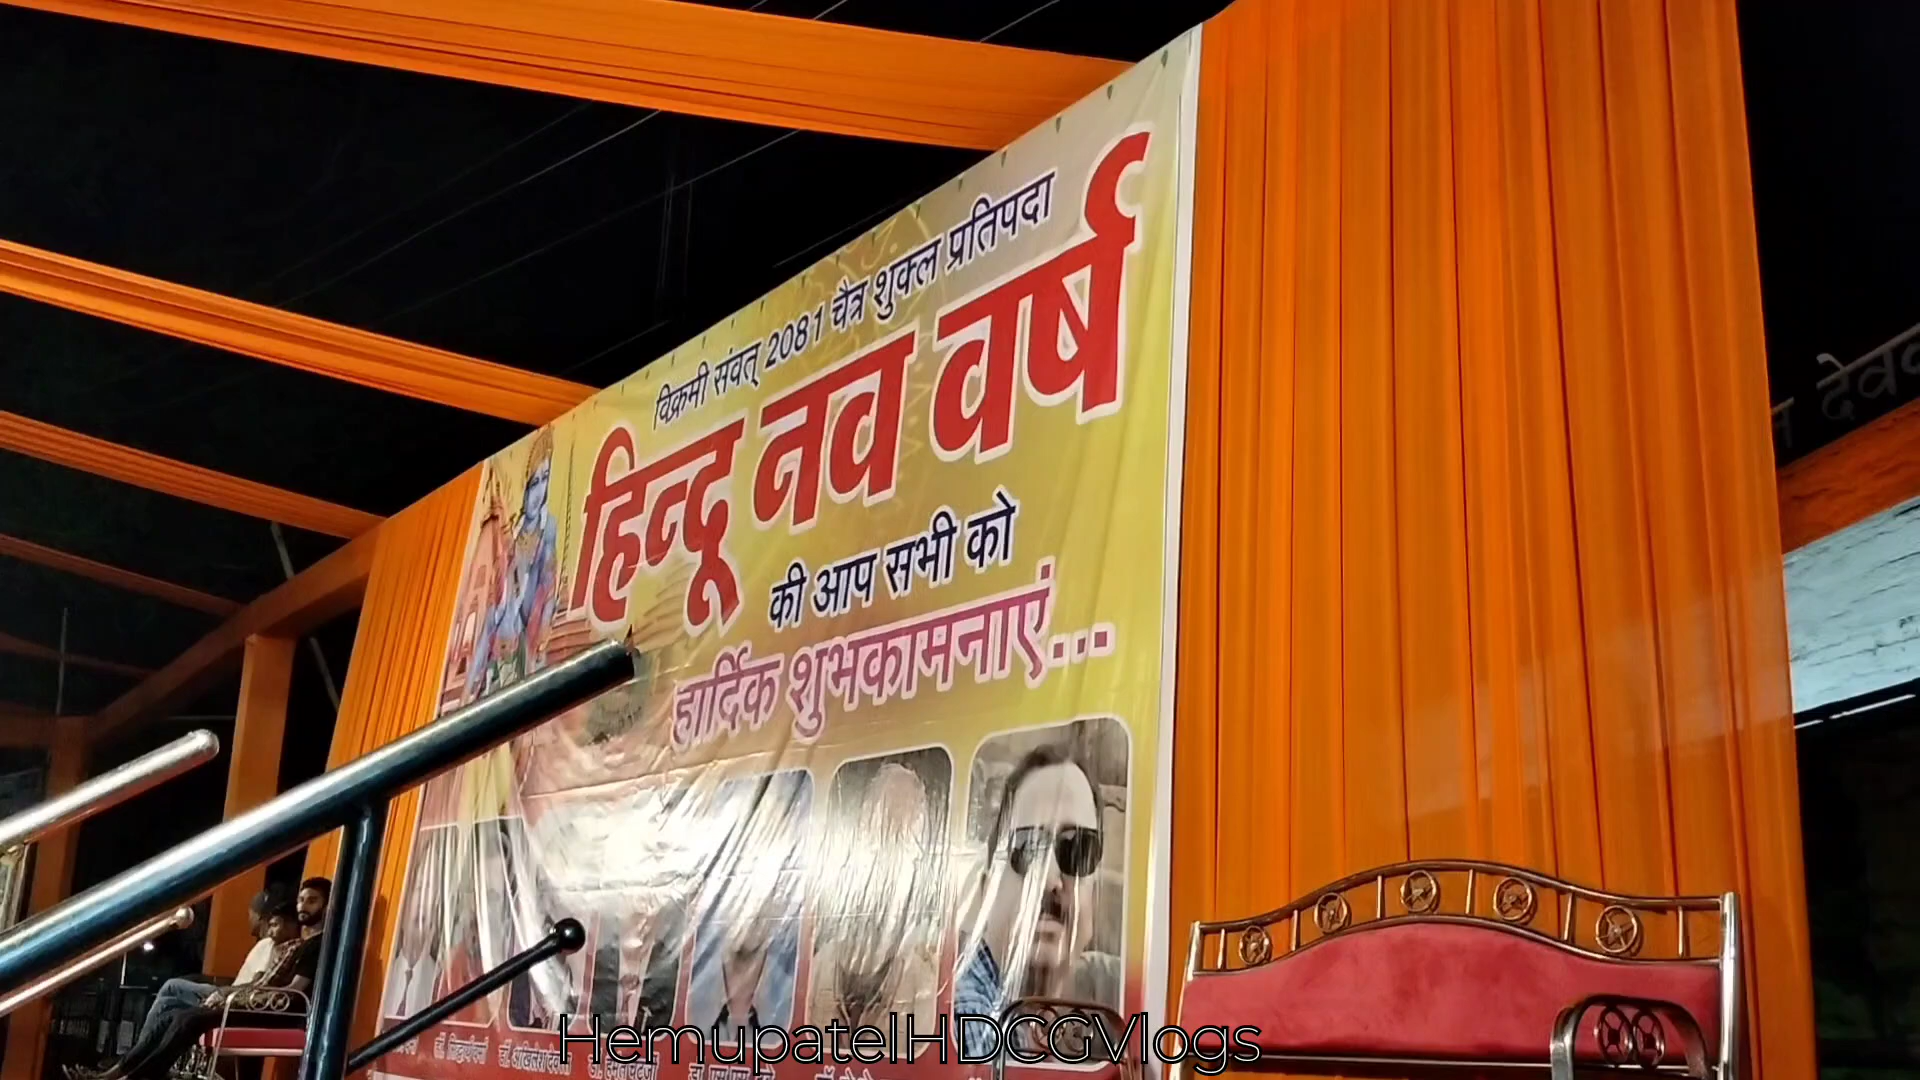 विक्रमी संवत् 2081 चैत्र शुक्ल प्रतिपदा
हिन्दू नव वर्ष
की आप सभी को
हार्दिक शुभकामनाएं...
HemupatelHDCGVlogs